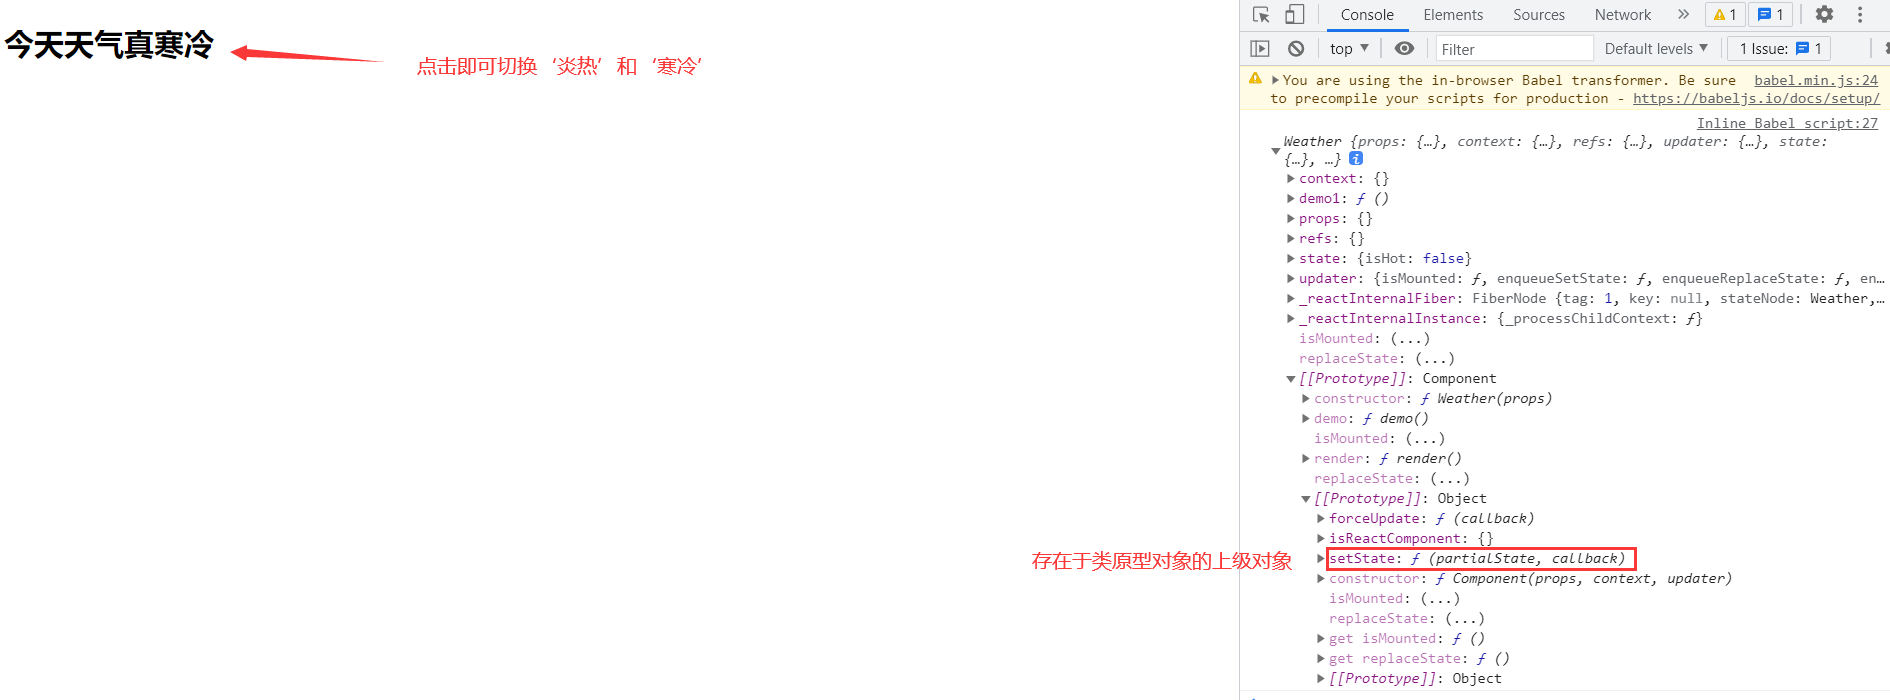 今天天气真寒冷
点击即可切换‘炎热’和‘寒冷’
存在于类原型对象的上级对象
Console Elements Sources Network » 1 1
top ▼ Filter Default levels ▼ 1 Issue: 1
▶You are using the in-browser Babel transformer. Be sure babel.min.js:24
to precompile your scripts for production - https://babeljs.io/docs/setup/
Inline Babel script:27
Weather {props: {…}, context: {…}, refs: {…}, updater: {…}, state:
▼ {…}, …} i
▶context: {}
▶demo1: ƒ ()
▶props: {}
▶refs: {}
▶state: {isHot: false}
▶updater: {isMounted: ƒ, enqueueSetState: ƒ, enqueueReplaceState: ƒ, en…
▶_reactInternalFiber: FiberNode {tag: 1, key: null, stateNode: Weather,…
▶_reactInternalInstance: {_processChildContext: ƒ}
isMounted: (...)
replaceState: (...)
▼[[Prototype]]: Component
▶constructor: ƒ Weather(props)
▶demo: ƒ demo()
isMounted: (...)
▶render: ƒ render()
replaceState: (...)
▼[[Prototype]]: Object
▶forceUpdate: ƒ (callback)
▶isReactComponent: {}
▶setState: ƒ (partialState, callback)
▶constructor: ƒ Component(props, context, updater)
isMounted: (...)
replaceState: (...)
▶get isMounted: ƒ ()
▶get replaceState: ƒ ()
▶[[Prototype]]: Object